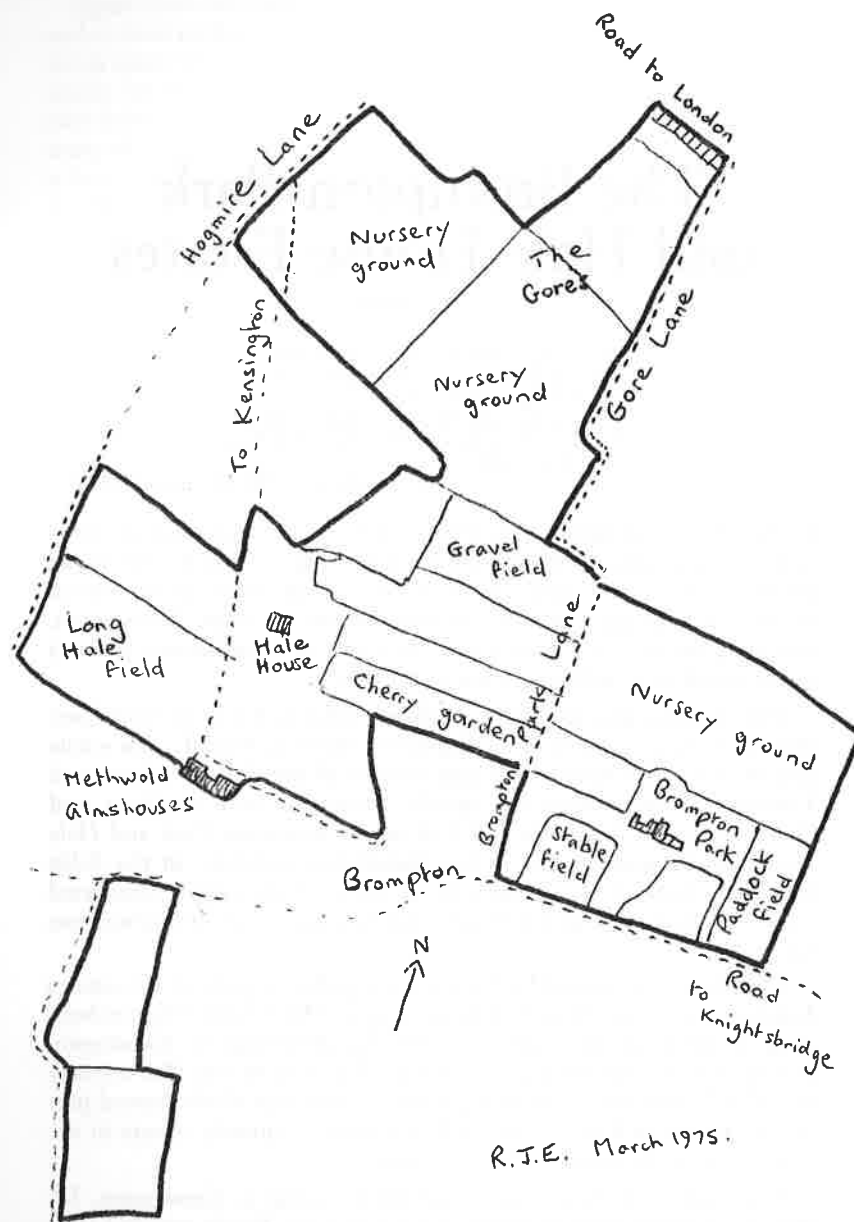 Road to London
Hogmire Lane
Nursery
ground
The
Gores
To Kensington
Gore Lane
Nursery
ground
Gravel
field
Long
Hale
field
Hale
House
Brompton Park Lane
Cherry garden
Nursery ground
Methwold
Almshouses
Brompton
Park
Stable
field
Paddock
field
Brompton
Road
to
Knightsbridge
N
R.J.E. March 1975.